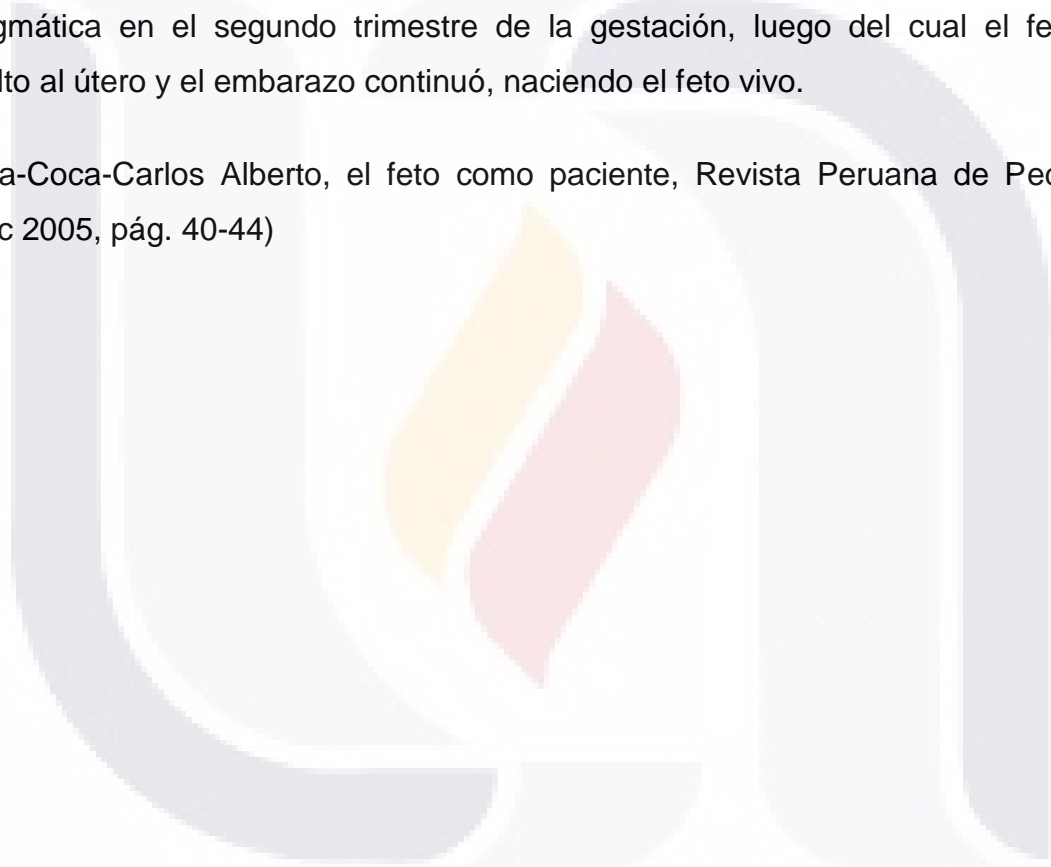 gmática en el segundo trimestre de la gestación, luego del cual el fe
lto al útero y el embarazo continuó, naciendo el feto vivo.
a-Coca-Carlos Alberto, el feto como paciente, Revista Peruana de Pec
c 2005, pág. 40-44)